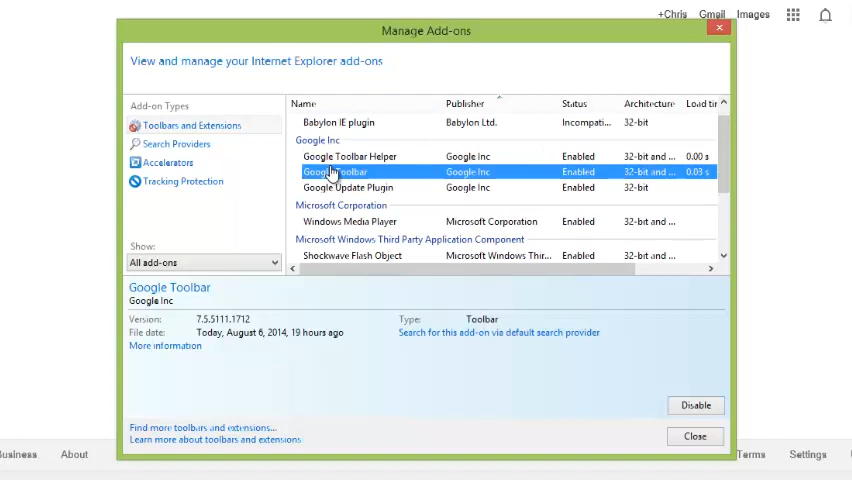 +Chris Gmail Images
Manage Add-ons
View and manage your Internet Explorer add-ons
Add-on Types
Toolbars and Extensions
Search Providers
Accelerators
Tracking Protection
Show:
All add-ons
Name Publisher Status Architecture Load tir
Babylon IE plugin Babylon Ltd. Incompati... 32-bit
Google Inc
Google Toolbar Helper Google Inc Enabled 32-bit and ... 0.00 s
Google Toolbar Google Inc Enabled 32-bit and ... 0.03 s
Google Update Plugin Google Inc Enabled 32-bit
Microsoft Corporation
Windows Media Player Microsoft Corporation Enabled 32-bit and ...
Microsoft Windows Third Party Application Component
Shockwave Flash Object Microsoft Windows Thir... Enabled 32-bit and ...
Google Toolbar
Google Inc
Version: 7.5.5111.1712
File date: Today, August 6, 2014, 19 hours ago
More information
Type: Toolbar
Search for this add-on via default search provider
Disable
Find more toolbars and extensions...
Learn more about toolbars and extensions
Close
Business About Terms Settings